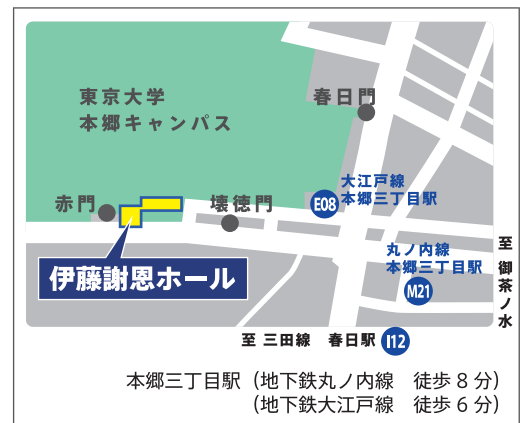 東京大学
本郷キャンパス
春日門
大江戸線
本郷三丁目駅
E08
赤門
壊徳門
丸ノ内線
本郷三丁目駅
M21
至 御茶ノ水
伊藤謝恩ホール
至 三田線 春日駅 I12
本郷三丁目駅（地下鉄丸ノ内線 徒歩8分）
（地下鉄大江戸線 徒歩6分）